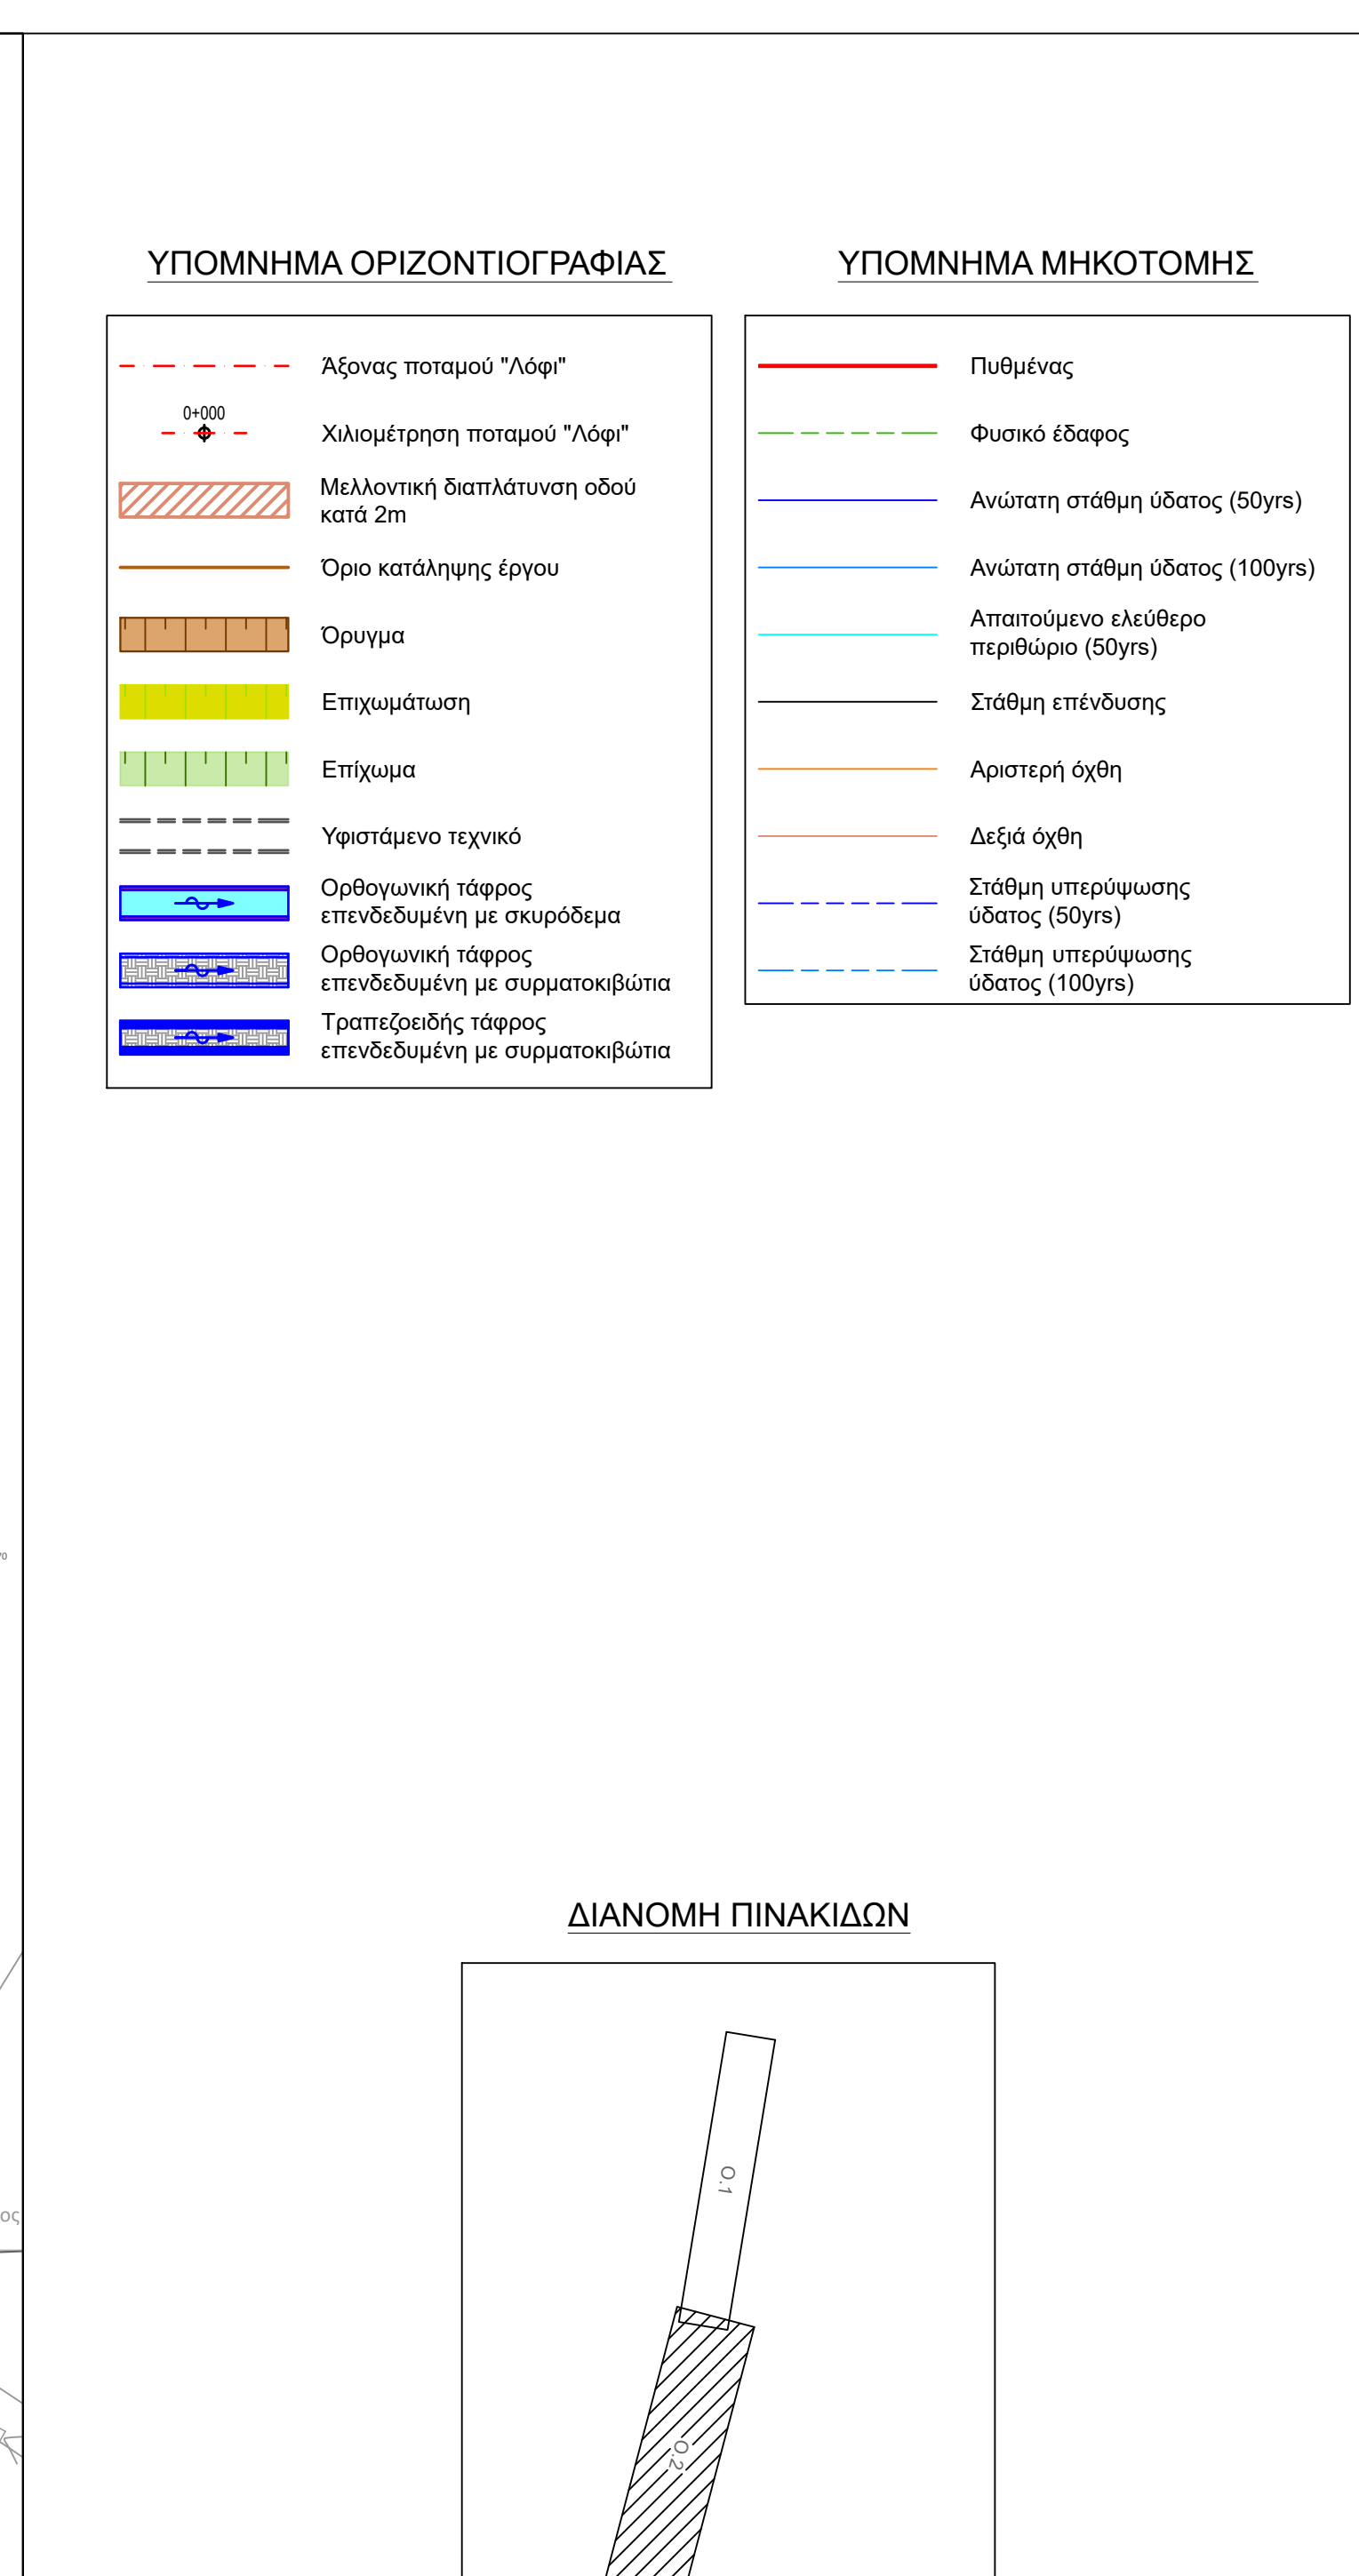 ΥΠΟΜΝΗΜΑ ΟΡΙΖΟΝΤΙΟΓΡΑΦΙΑΣ
Άξονας ποταμού "Λόφι"
0+000
Χιλιομέτρηση ποταμού "Λόφι"
Μελλοντική διαπλάτυνση οδού
κατά 2m
Όριο κατάληψης έργου
Όρυγμα
Επιχωμάτωση
Επίχωμα
Υφιστάμενο τεχνικό
Ορθογωνική τάφρος
επενδεδυμένη με σκυρόδεμα
Ορθογωνική τάφρος
επενδεδυμένη με συρματοκιβώτια
Τραπεζοειδής τάφρος
επενδεδυμένη με συρματοκιβώτια
ΥΠΟΜΝΗΜΑ ΜΗΚΟΤΟΜΗΣ
Πυθμένας
Φυσικό έδαφος
Ανώτατη στάθμη ύδατος (50yrs)
Ανώτατη στάθμη ύδατος (100yrs)
Απαιτούμενο ελεύθερο
περιθώριο (50yrs)
Στάθμη επένδυσης
Αριστερή όχθη
Δεξιά όχθη
Στάθμη υπερύψωσης
ύδατος (50yrs)
Στάθμη υπερύψωσης
ύδατος (100yrs)
ος
ΔΙΑΝΟΜΗ ΠΙΝΑΚΙΔΩΝ
Ο.1
Ο.2